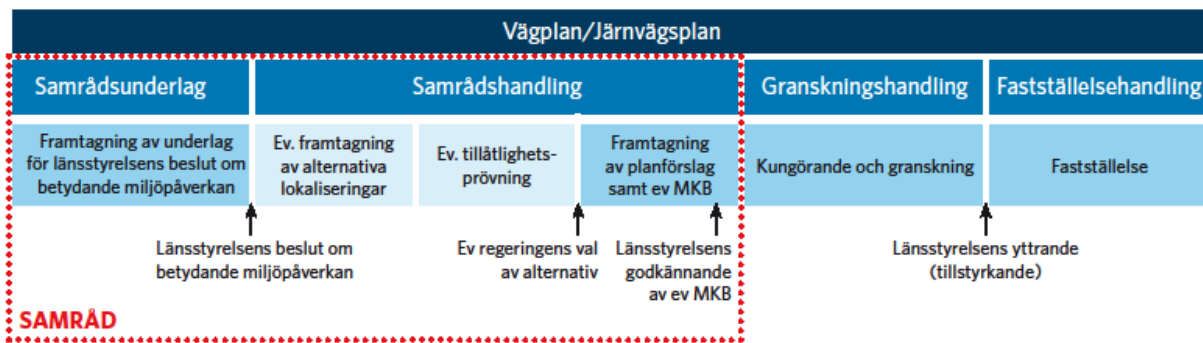 Vägplan/Järnvägsplan
Samrådsunderlag
Samrådshandling
Granskningshandling
Fastställelsehandling
Framtagning av underlag
för länsstyrelsens beslut om
betydande miljöpåverkan
Ev. framtagning
av alternativa
lokaliseringar
Ev. tillåtlighets-
prövning
Framtagning
av planförslag
samt ev MKB
Kungörande och granskning
Fastställelse
Länsstyrelsens beslut om
betydande miljöpåverkan
Ev regeringens val
av alternativ
Länsstyrelsens
godkännande
av ev MKB
Länsstyrelsens yttrande
(tillstyrkande)
SAMRÅD